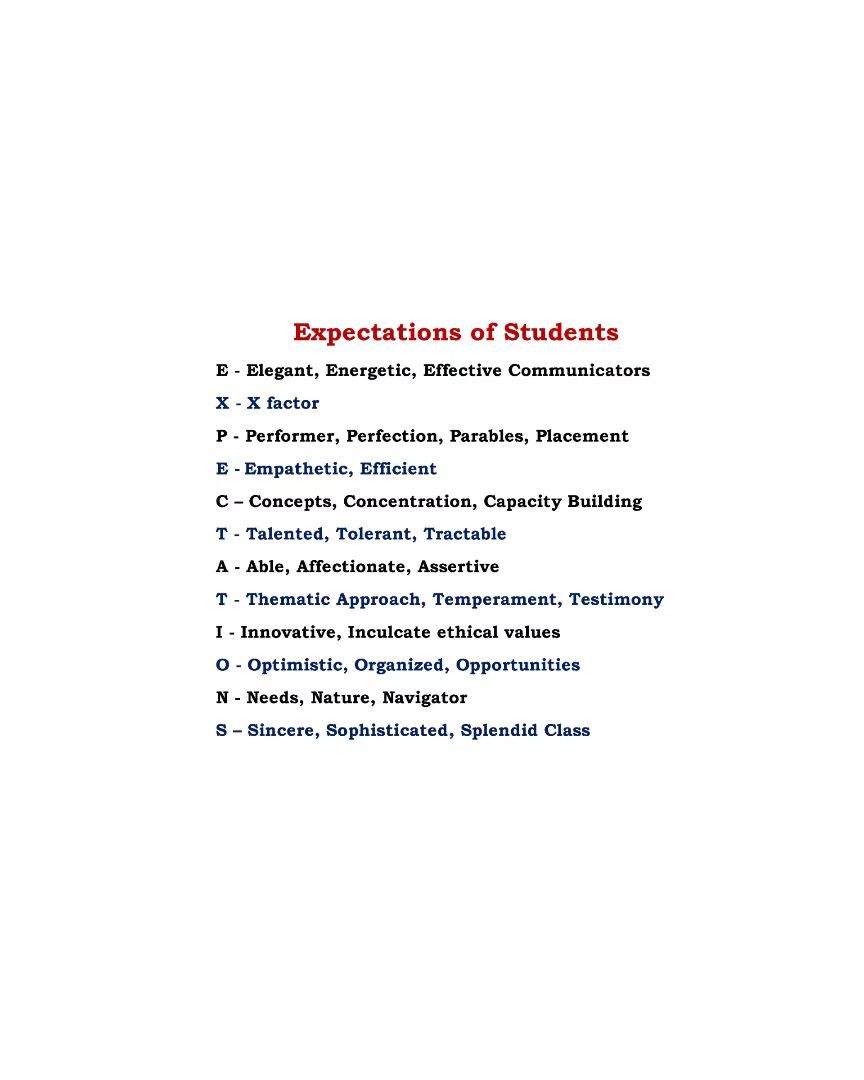 Expectations of Students
E - Elegant, Energetic, Effective Communicators
X - X factor
P - Performer, Perfection, Parables, Placement
E - Empathetic, Efficient
C – Concepts, Concentration, Capacity Building
T - Talented, Tolerant, Tractable
A - Able, Affectionate, Assertive
T - Thematic Approach, Temperament, Testimony
I - Innovative, Inculcate ethical values
O - Optimistic, Organized, Opportunities
N - Needs, Nature, Navigator
S – Sincere, Sophisticated, Splendid Class